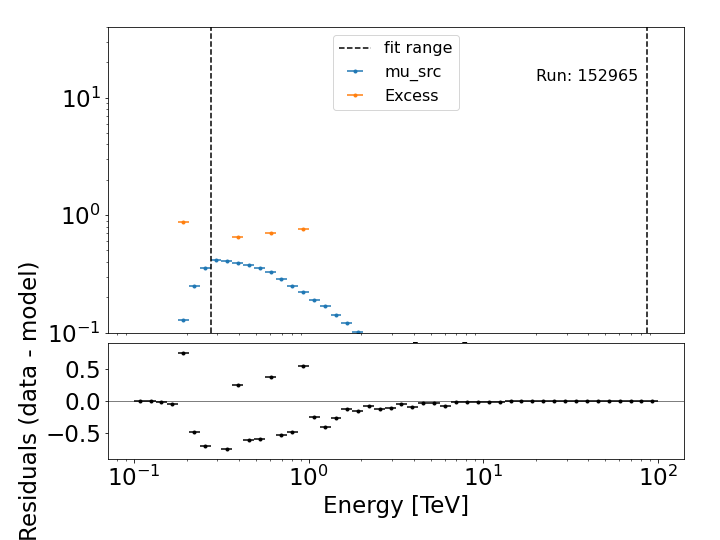 fit range
mu_src
Excess
Run: 152965
10¹
10⁰
10⁻¹
Residuals (data - model)
0.5
0.0
−0.5
10⁻¹ 10⁰ 10¹ 10²
Energy [TeV]